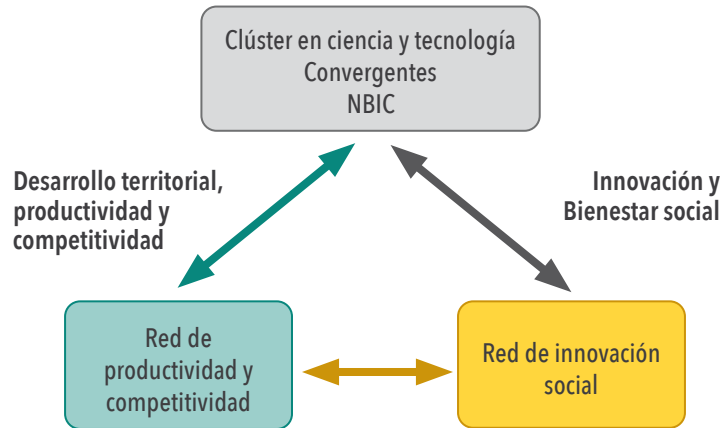 Clúster en ciencia y tecnología
Convergentes
NBIC
Desarrollo territorial,
productividad y
competitividad
Innovación y
Bienestar social
Red de
productividad y
competitividad
Red de innovación
social